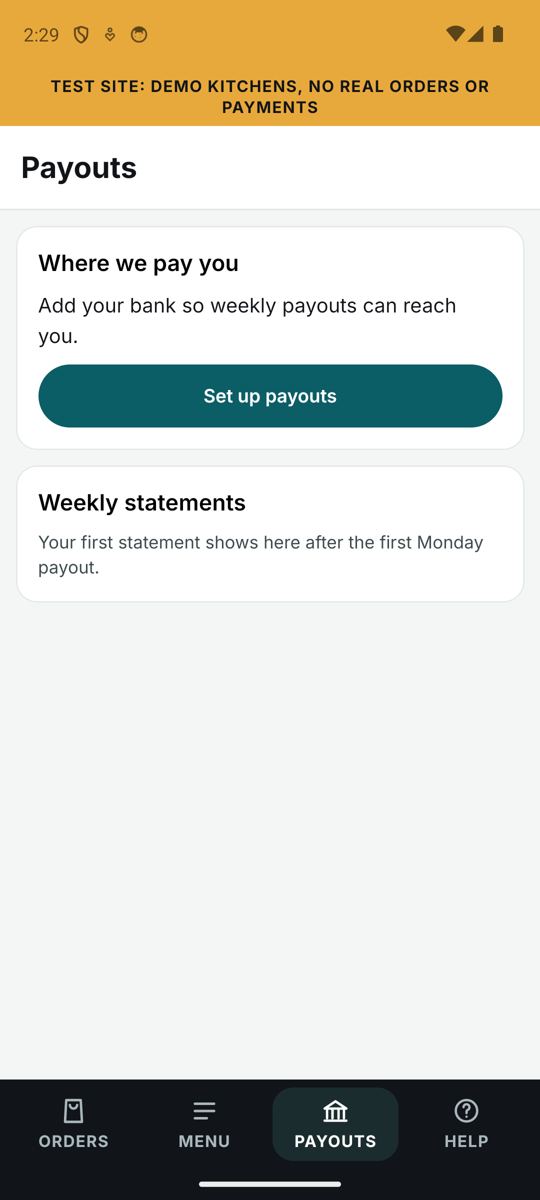 2:29
TEST SITE: DEMO KITCHENS, NO REAL ORDERS OR
PAYMENTS
Payouts
Where we pay you
Add your bank so weekly payouts can reach
you.
Set up payouts
Weekly statements
Your first statement shows here after the first Monday
payout.
ORDERS
MENU
PAYOUTS
HELP